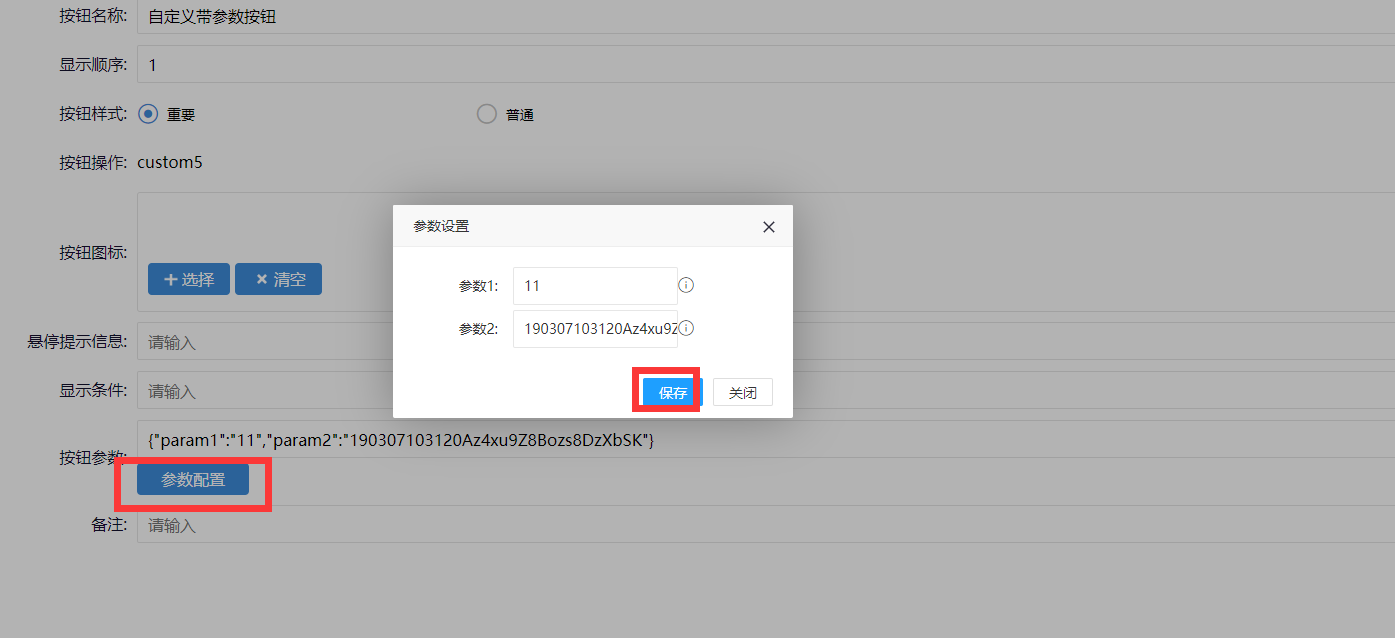 按钮名称: 自定义带参数按钮
显示顺序: 1
按钮样式: 重要 普通
按钮操作: custom5
按钮图标:
选择 清空
参数设置
参数1: 11
参数2: 190307103120Az4xu9Z
保存 关闭
悬停提示信息: 请输入
显示条件: 请输入
按钮参数: {"param1":"11","param2":"190307103120Az4xu9Z8Bozs8DzXbSK"}
参数配置
备注: 请输入